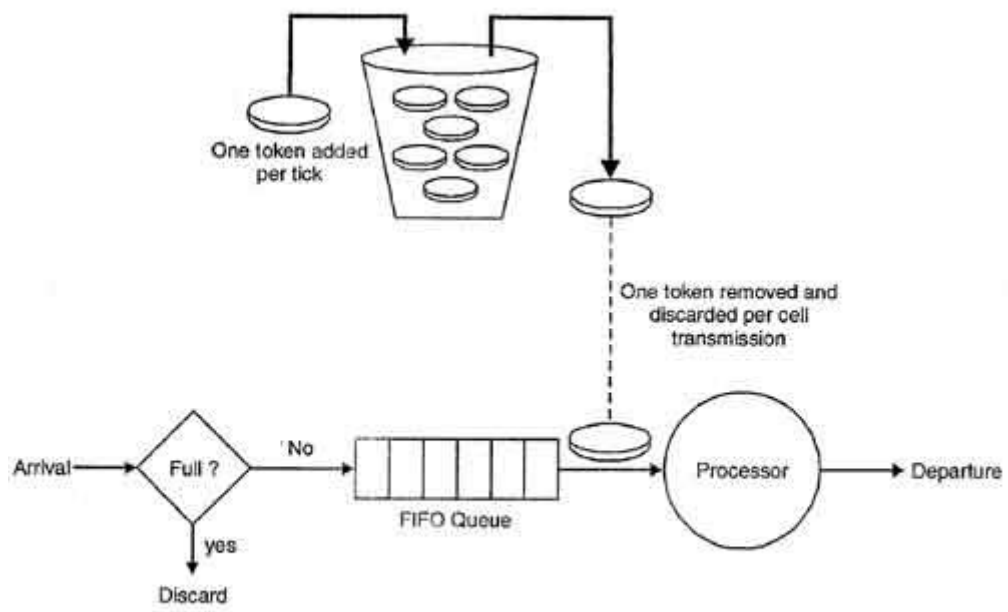 One token added
per tick
One token removed and
discarded per cell
transmission
Arrival
Full ?
No
FIFO Queue
Processor
Departure
yes
Discard